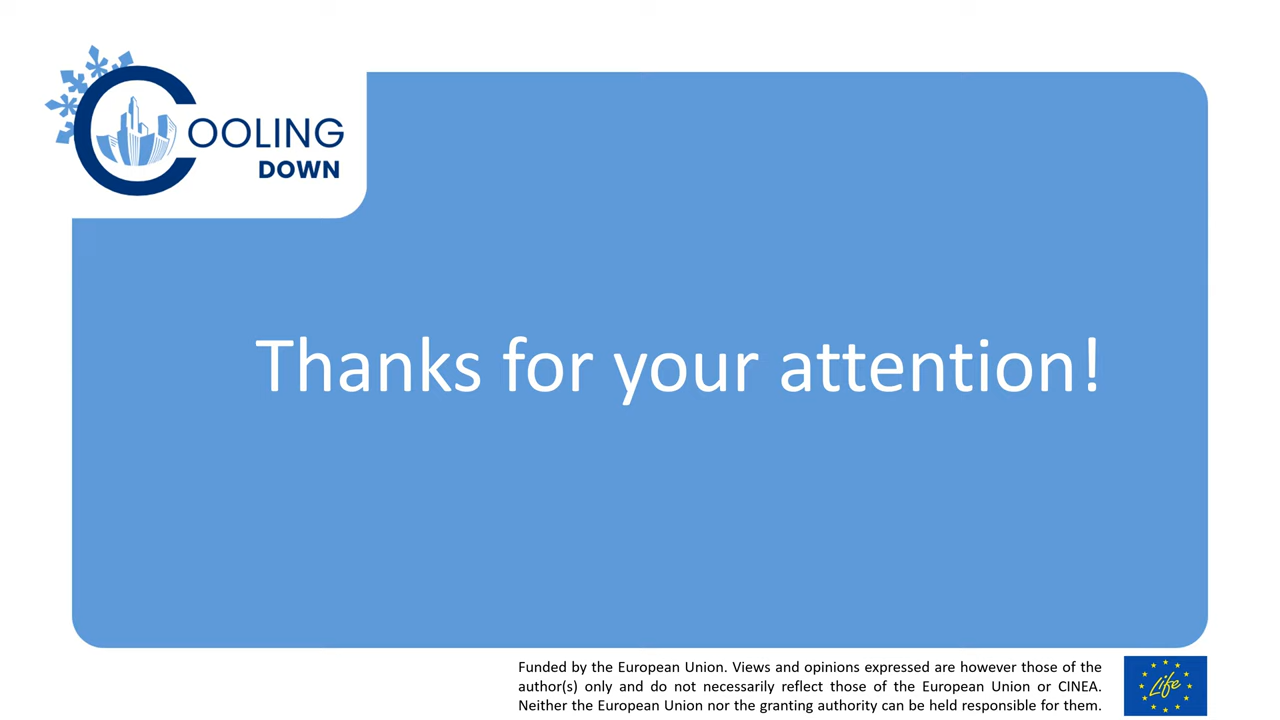 COOLING
DOWN
Thanks for your attention!
Funded by the European Union. Views and opinions expressed are however those of the
author(s) only and do not necessarily reflect those of the European Union or CINEA.
Neither the European Union nor the granting authority can be held responsible for them.
Life